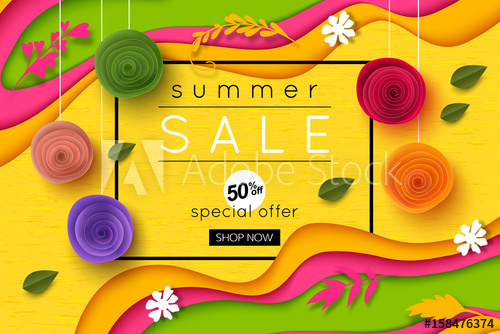 summer
SALE
50% Off
special offer
SHOP NOW
Adobe Stock
#158476374